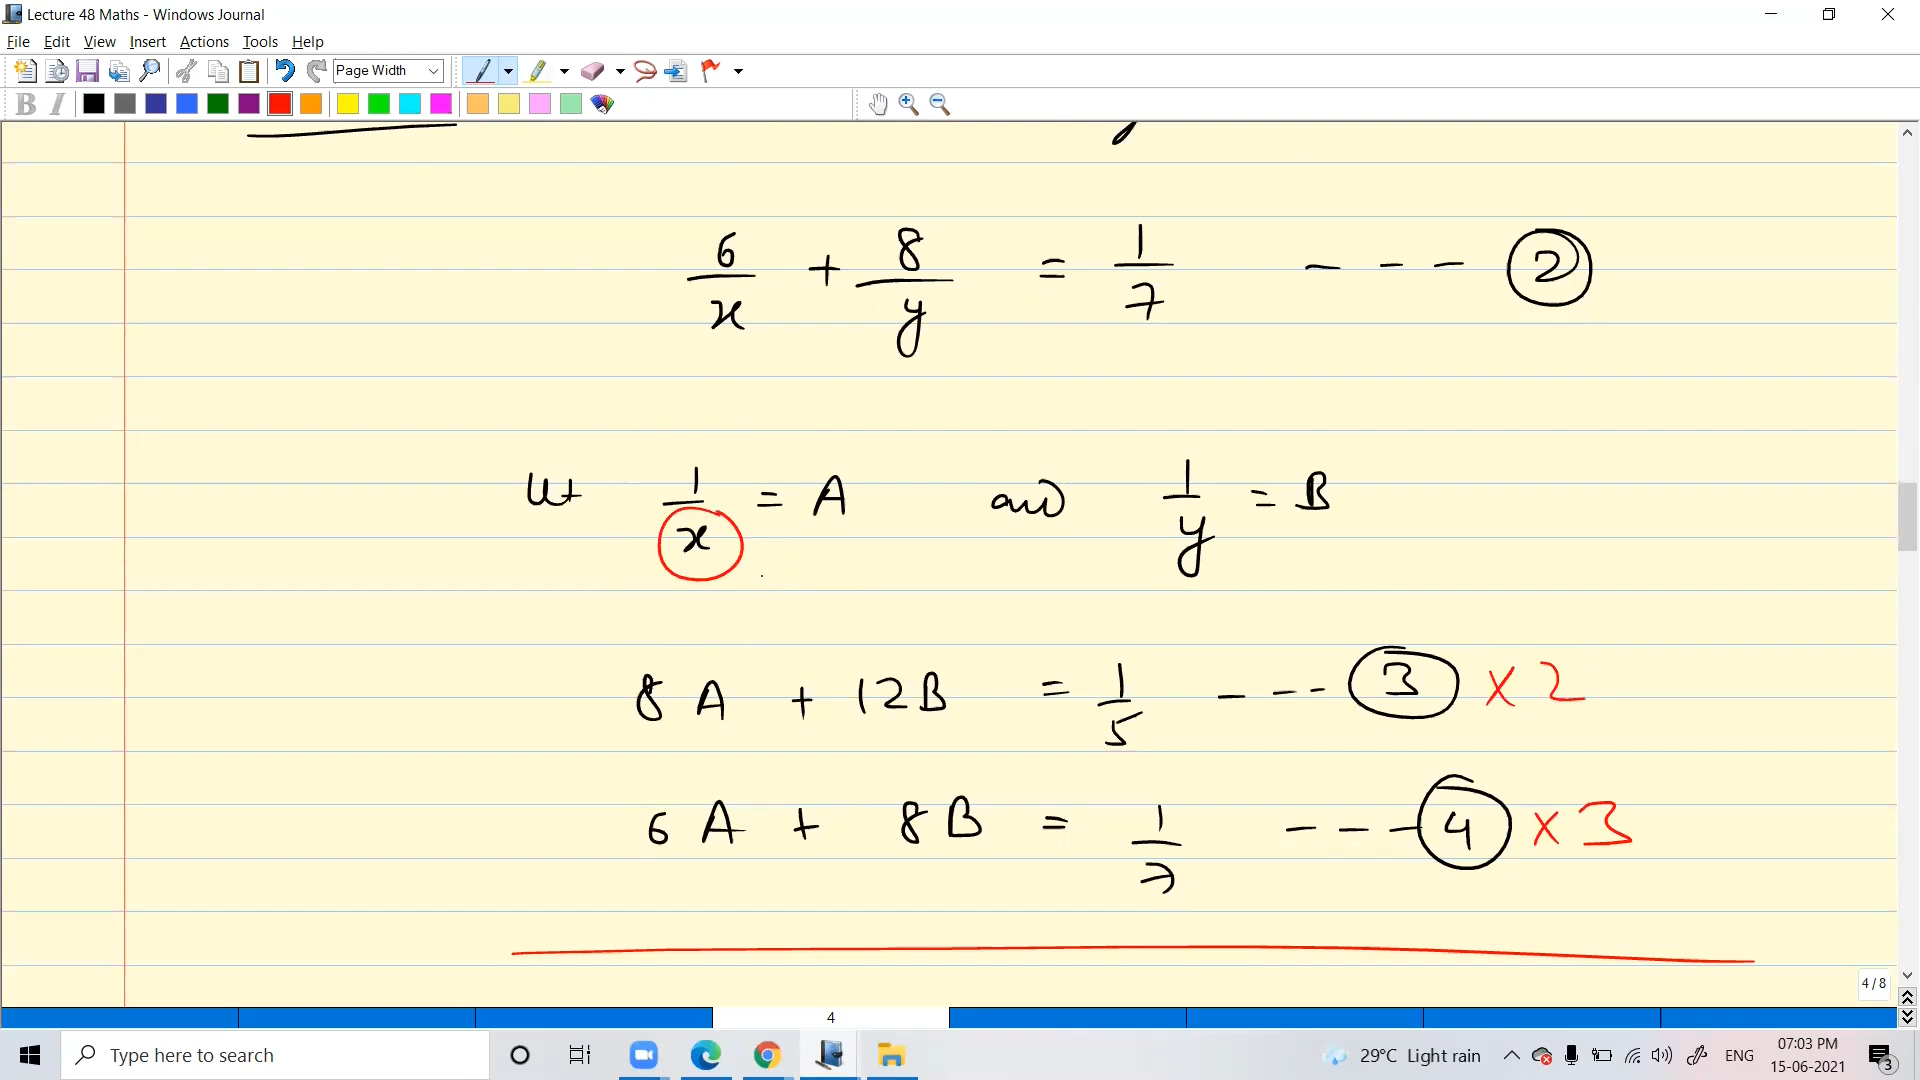 Lecture 48 Maths - Windows Journal
File Edit View Insert Actions Tools Help
Page Width
B I
6/x + 8/y = 1/7 - - - 2
let 1/x = A and 1/y = B
8A + 12B = 1/5 - - - 3 × 2
6A + 8B = 1/7 - - - 4 × 3
4 / 8
4
Type here to search
29°C Light rain
ENG
07:03 PM
15-06-2021
3